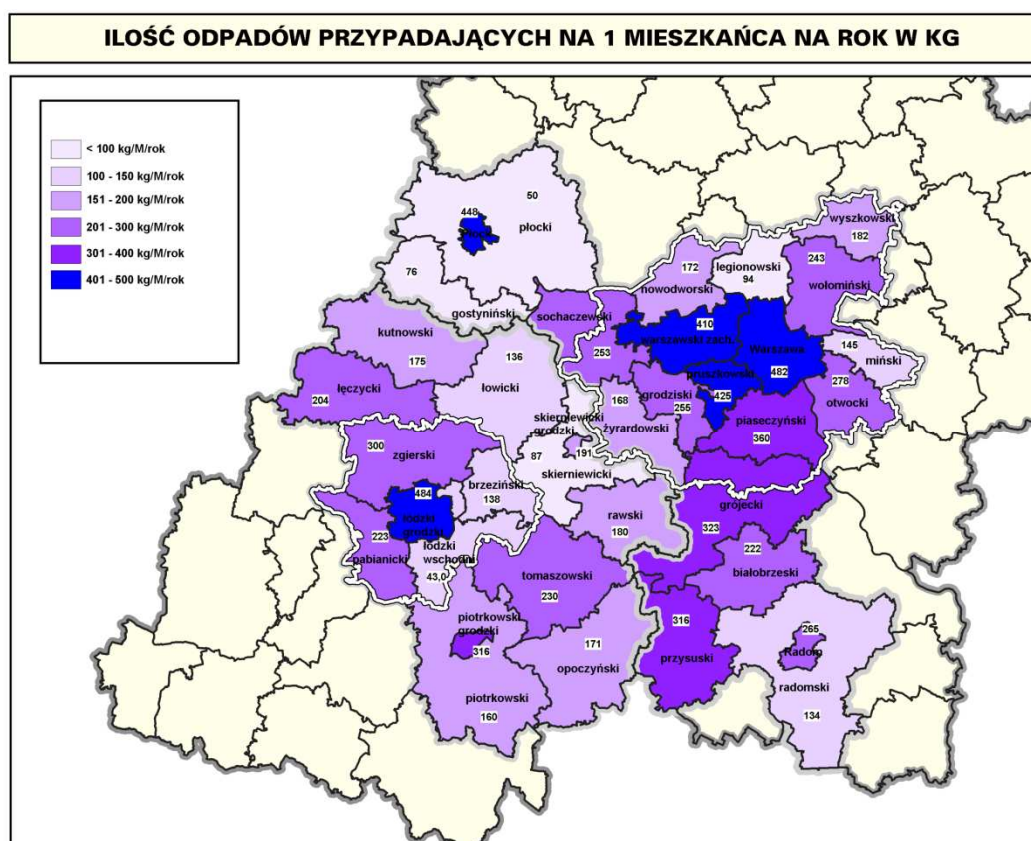 ILOŚĆ ODPADÓW PRZYPADAJĄCYCH NA 1 MIESZKAŃCA NA ROK W KG
< 100 kg/M/rok
100 - 150 kg/M/rok
151 - 200 kg/M/rok
201 - 300 kg/M/rok
301 - 400 kg/M/rok
401 - 500 kg/M/rok
50
448
płocki
Płock
wyszkowski
182
76
gostyniński
172
nowodworski
legionowski
94
243
wołomiński
sochaczewski
253
410
warszawski zach.
Warszawa
482
145
miński
kutnowski
175
136
łowicki
łęczycki
204
pruszkowski
425
278
otwocki
168
żyrardowski
grodziski
255
piaseczyński
360
skierniewicki
grodzki
191
87
skierniewicki
300
zgierski
484
łódzki
grodzki
brzeziński
138
rawski
180
grójecki
323
223
pabianicki
łódzki
wschodni
43,0
222
białobrzeski
tomaszowski
230
piotrkowski
grodzki
316
171
opoczyński
316
przysuski
265
Radom
radomski
134
piotrkowski
160